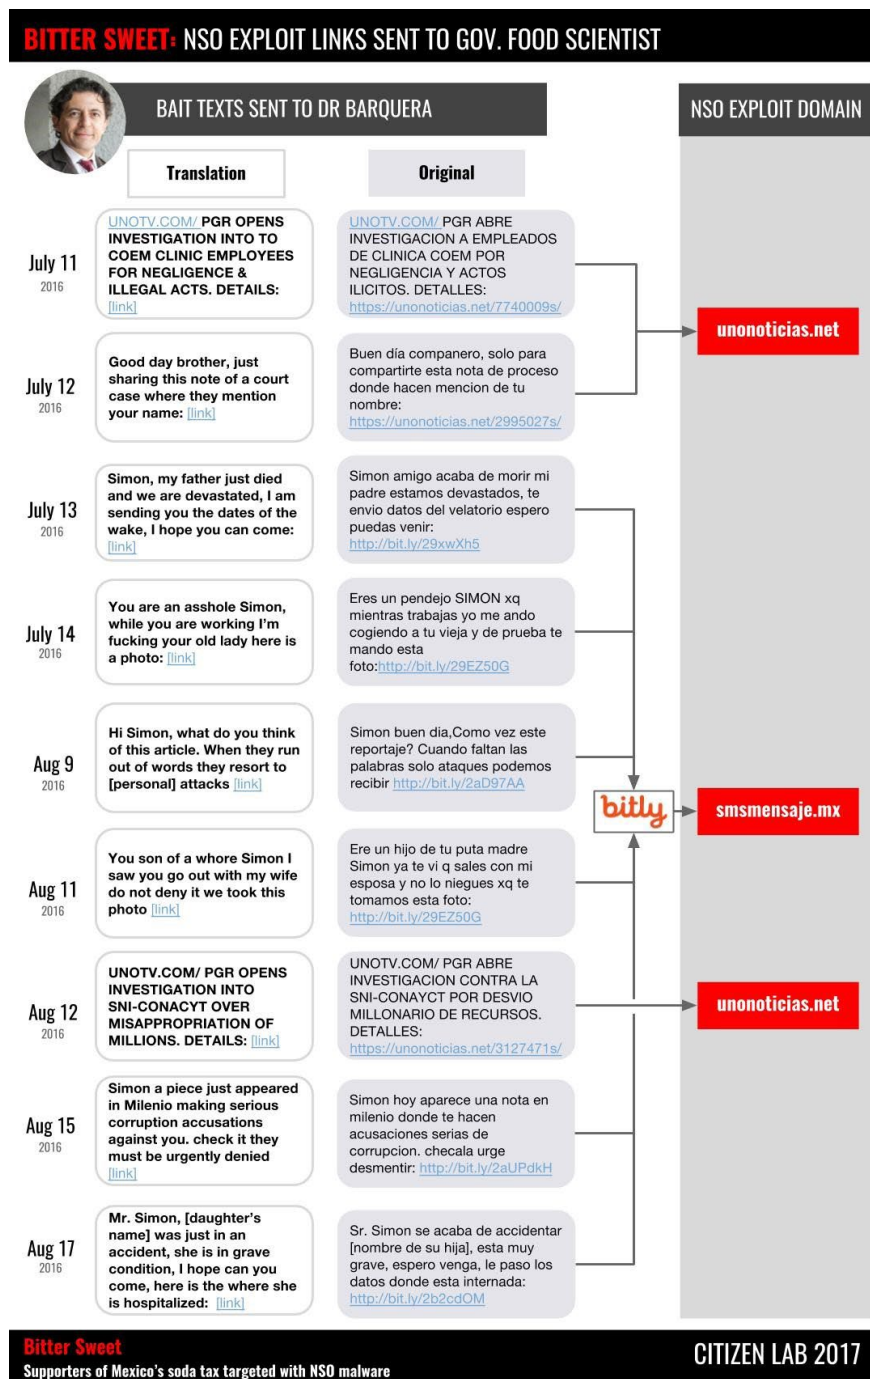 BITTER SWEET: NSO EXPLOIT LINKS SENT TO GOV. FOOD SCIENTIST
BAIT TEXTS SENT TO DR BARQUERA
NSO EXPLOIT DOMAIN
Translation
Original
July 11
2016
UNOTV.COM/ PGR OPENS
INVESTIGATION INTO TO
COEM CLINIC EMPLOYEES
FOR NEGLIGENCE &
ILLEGAL ACTS. DETAILS:
[link]
UNOTV.COM/ PGR ABRE
INVESTIGACION A EMPLEADOS
DE CLINICA COEM POR
NEGLIGENCIA Y ACTOS
ILICITOS. DETALLES:
https://unonoticias.net/7740009s/
unonoticias.net
July 12
2016
Good day brother, just
sharing this note of a court
case where they mention
your name: [link]
Buen día companero, solo para
compartirte esta nota de proceso
donde hacen mencion de tu
nombre:
https://unonoticias.net/2995027s/
July 13
2016
Simon, my father just died
and we are devastated, I am
sending you the dates of the
wake, I hope you can come:
[link]
Simon amigo acaba de morir mi
padre estamos devastados, te
envio datos del velatorio espero
puedas venir:
http://bit.ly/29xwXh5
July 14
2016
You are an asshole Simon,
while you are working I'm
fucking your old lady here is
a photo: [link]
Eres un pendejo SIMON xq
mientras trabajas yo me ando
cogiendo a tu vieja y de prueba te
mando esta
foto:http://bit.ly/29EZ50G
Aug 9
2016
Hi Simon, what do you think
of this article. When they run
out of words they resort to
[personal] attacks [link]
Simon buen dia,Como vez este
reportaje? Cuando faltan las
palabras solo ataques podemos
recibir http://bit.ly/2aD97AA
bitly
smsmensaje.mx
Aug 11
2016
You son of a whore Simon I
saw you go out with my wife
do not deny it we took this
photo [link]
Ere un hijo de tu puta madre
Simon ya te vi q sales con mi
esposa y no lo niegues xq te
tomamos esta foto:
http://bit.ly/29EZ50G
Aug 12
2016
UNOTV.COM/ PGR OPENS
INVESTIGATION INTO
SNI-CONACYT OVER
MISAPPROPRIATION OF
MILLIONS. DETAILS: [link]
UNOTV.COM/ PGR ABRE
INVESTIGACION CONTRA LA
SNI-CONAYCT POR DESVIO
MILLONARIO DE RECURSOS.
DETALLES:
https://unonoticias.net/3127471s/
unonoticias.net
Aug 15
2016
Simon a piece just appeared
in Milenio making serious
corruption accusations
against you. check it they
must be urgently denied
[link]
Simon hoy aparece una nota en
milenio donde te hacen
acusaciones serias de
corrupcion. checala urge
desmentir: http://bit.ly/2aUPdkH
Aug 17
2016
Mr. Simon, [daughter's
name] was just in an
accident, she is in grave
condition, I hope can you
come, here is the where she
is hospitalized: [link]
Sr. Simon se acaba de accidentar
[nombre de su hija], esta muy
grave, espero venga, le paso los
datos donde esta internada:
http://bit.ly/2b2cdOM
Bitter Sweet
Supporters of Mexico's soda tax targeted with NSO malware
CITIZEN LAB 2017